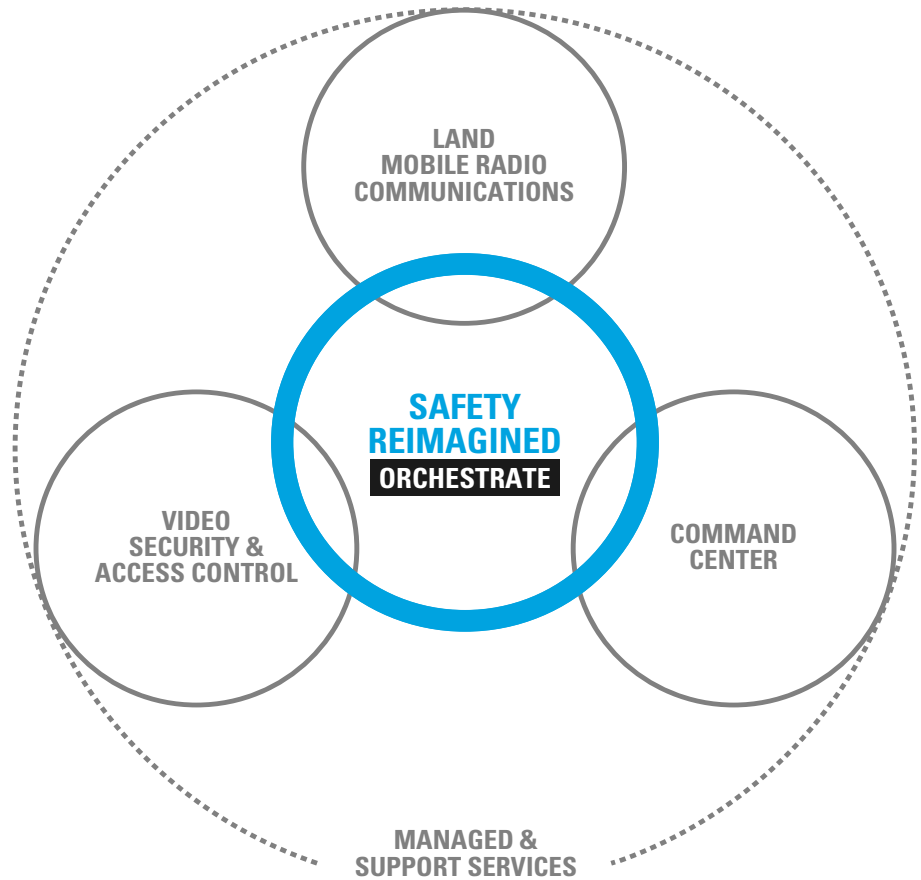 LAND
MOBILE RADIO
COMMUNICATIONS
SAFETY
REIMAGINED
ORCHESTRATE
VIDEO
SECURITY &
ACCESS CONTROL
COMMAND
CENTER
MANAGED &
SUPPORT SERVICES